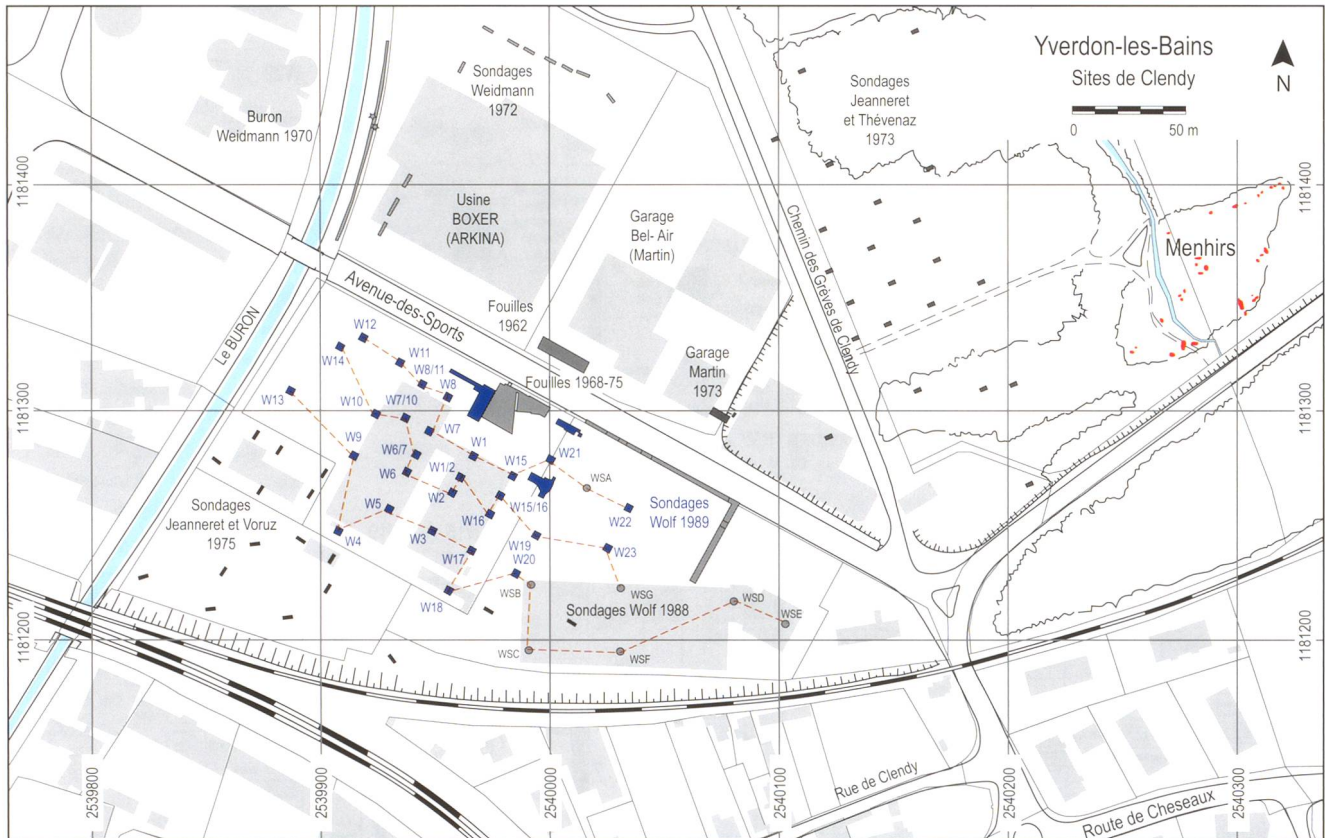 Yverdon-les-Bains
Sites de Clendy
N
0 50 m
Sondages
Weidmann
1972
Buron
Weidmann 1970
Sondages
Jeanneret
et Thévenaz
1973
1181400
1181400
Usine
BOXER
(ARKINA)
Garage
Bel- Air
(Martin)
Chemin des Grèves de Clendy
Menhirs
Le BURON
Avenue-des-Sports
Fouilles
1962
Fouilles 1968-75
Garage
Martin
1973
W12
W14
W11
W8/11
W8
W13
W10
W7/10
W7
1181300
1181300
W9
W6/7
W6
W1
W1/2
W15
W21
WSA
W2
W16
W15/16
W22
Sondages
Wolf 1989
W5
W4
W3
W17
W19
W20
W23
W18
Sondages
Jeanneret et Voruz
1975
WSB
WSG
Sondages Wolf 1988
WSD
WSE
WSC
WSF
1181200
1181200
2539800
2539900
2540000
2540100
2540200
2540300
Rue de Clendy
Route de Cheseaux